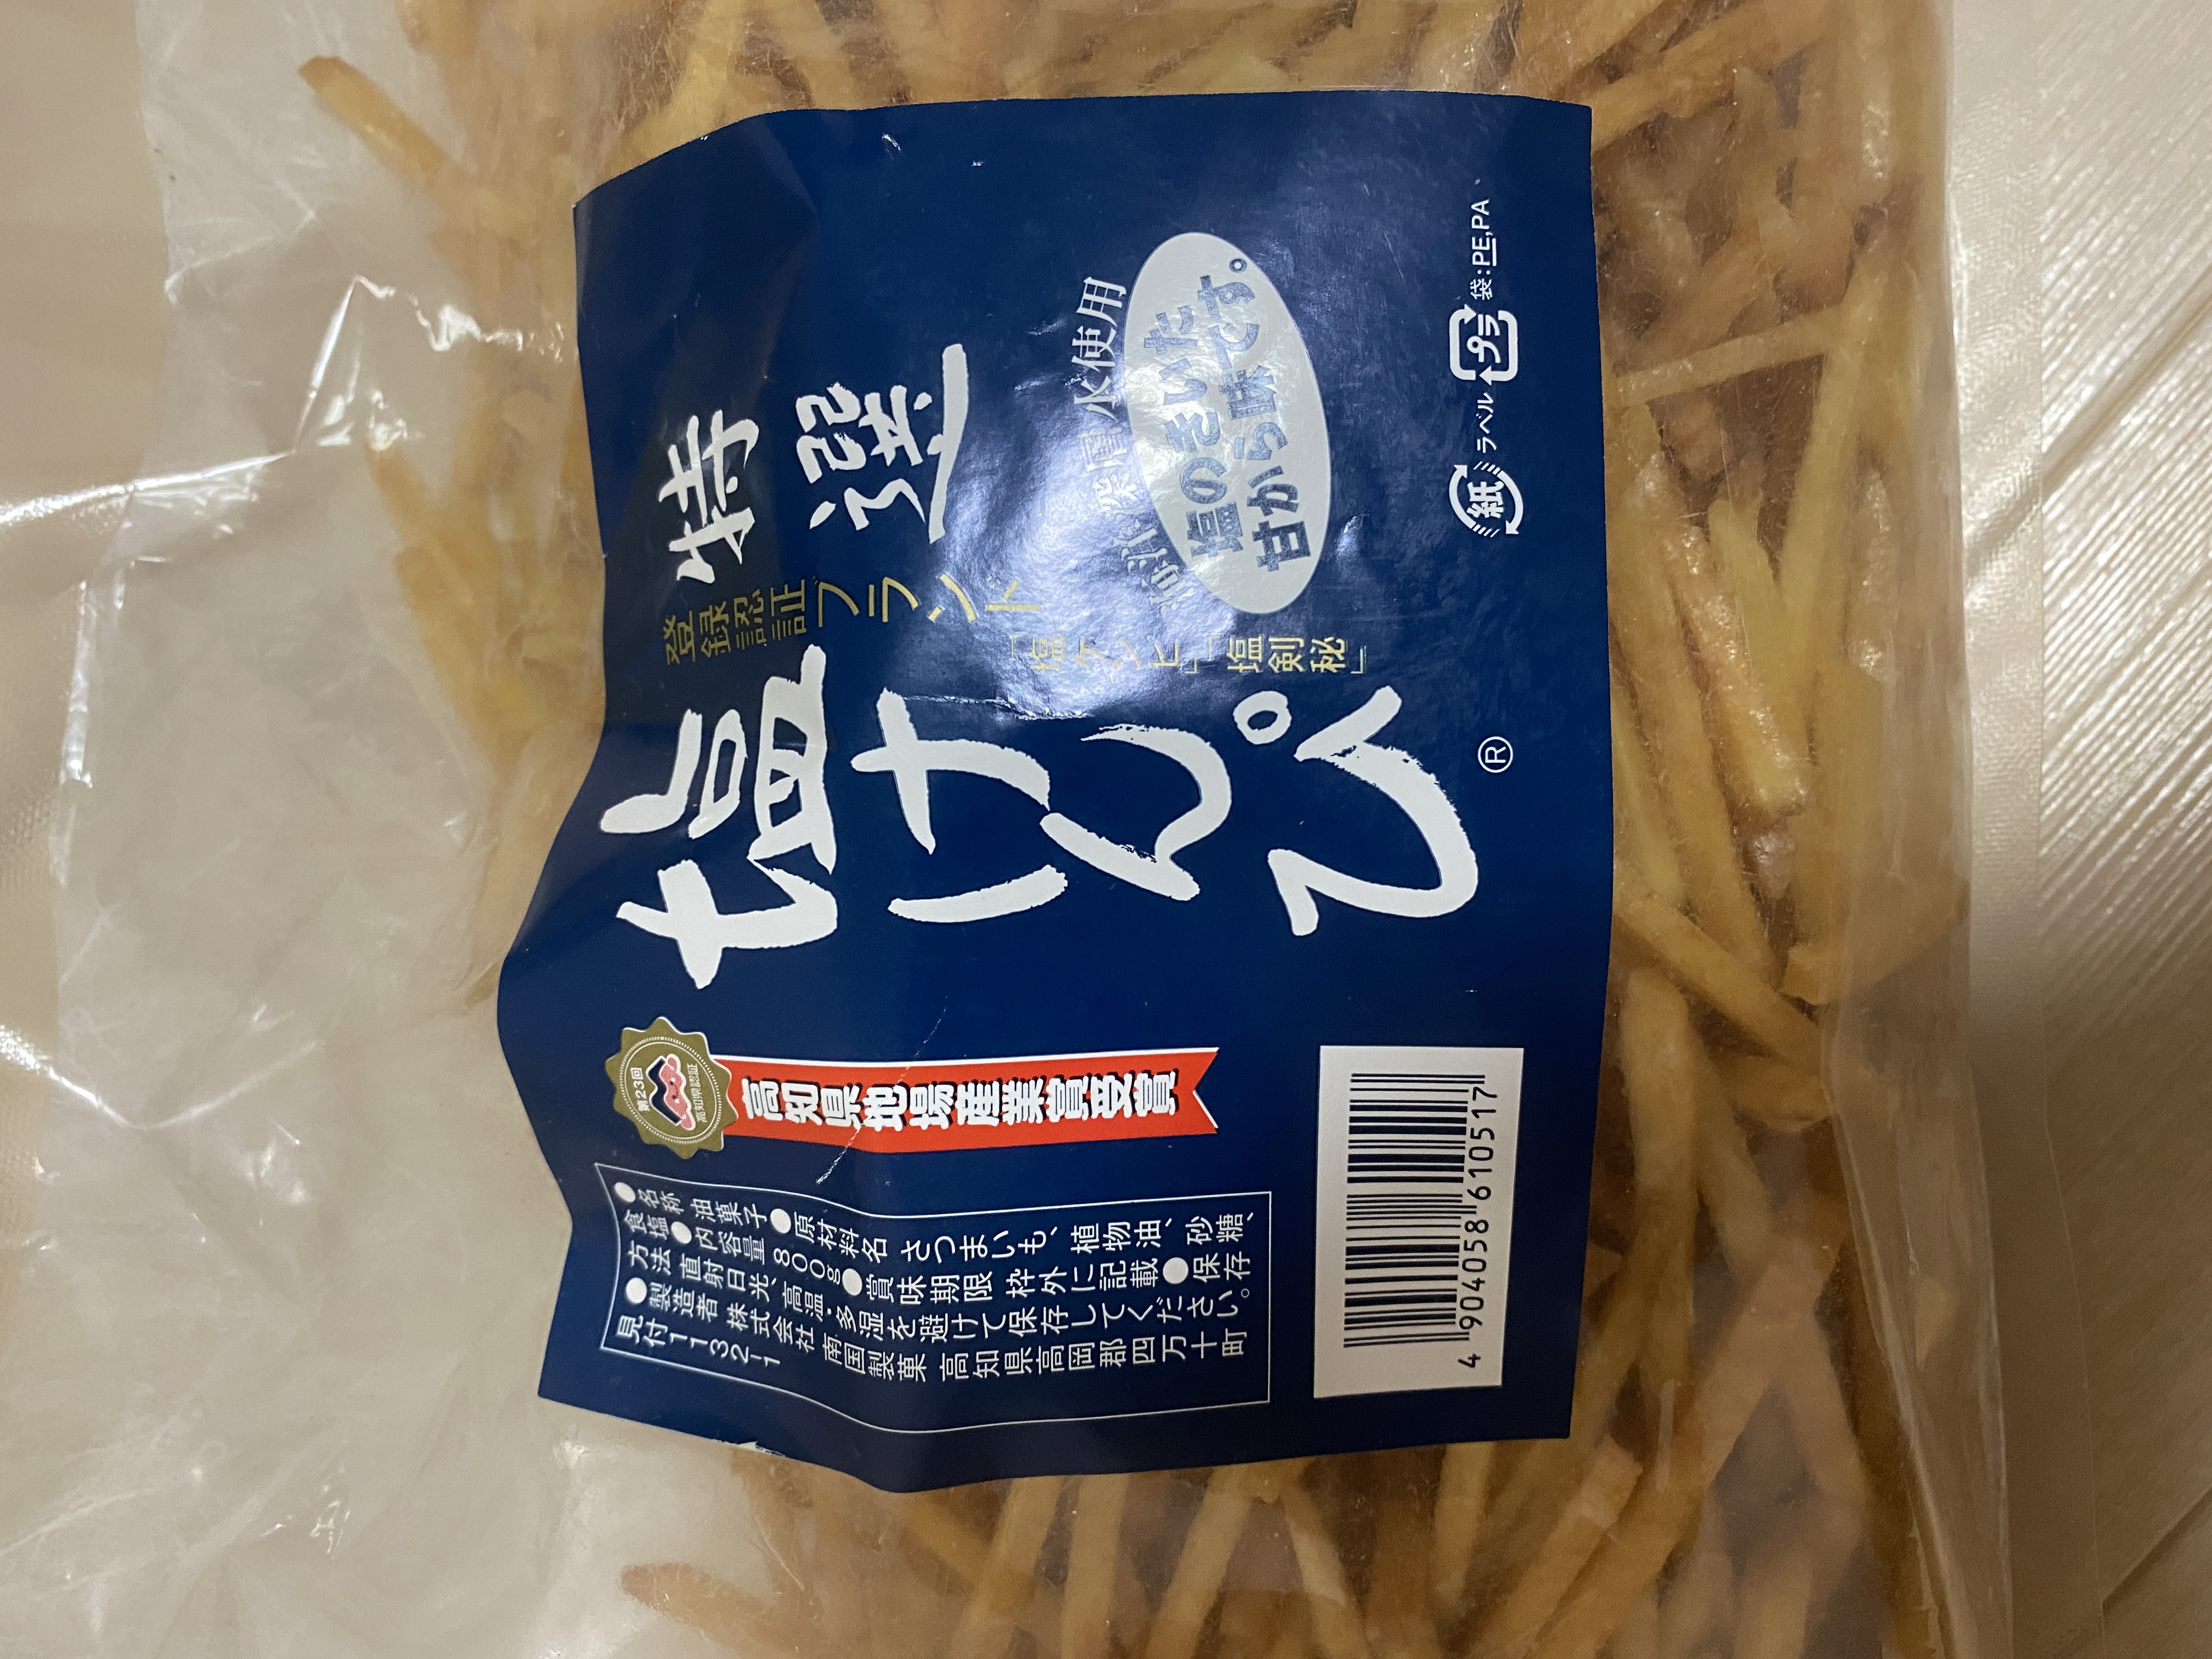 特選
登録認証ブランド
「塩ケンピ」「塩剣秘」
塩けんぴ
®
海洋深層水使用
塩のきいた
甘から味です。
紙
ラベル
プラ
袋:PE,PA
第23回
高知県認証
高知県地場産業賞受賞
●名称 油菓子●原材料名 さつまいも、植物油、砂糖、
食塩●内容量 800g●賞味期限 枠外に記載●保存
方法 直射日光、高温・多湿を避けて保存してください。
●製造者 株式会社 南国製菓 高知県高岡郡四万十町
見付1132-1
4 904058 610517